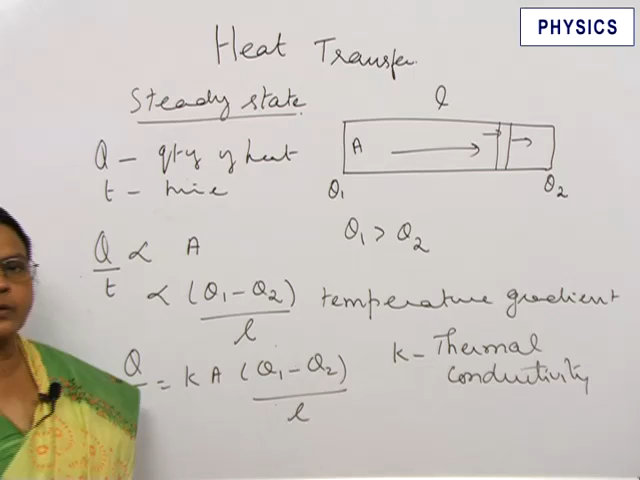 PHYSICS
Heat Transfer
Steady state
l
Q – qty of heat
A
t – time
θ₁
θ₂
θ₁ > θ₂
Q/t ∝ A
∝ (θ₁ – θ₂)/l temperature gradient
Q = K A (θ₁ – θ₂)/l
K – Thermal
conductivity